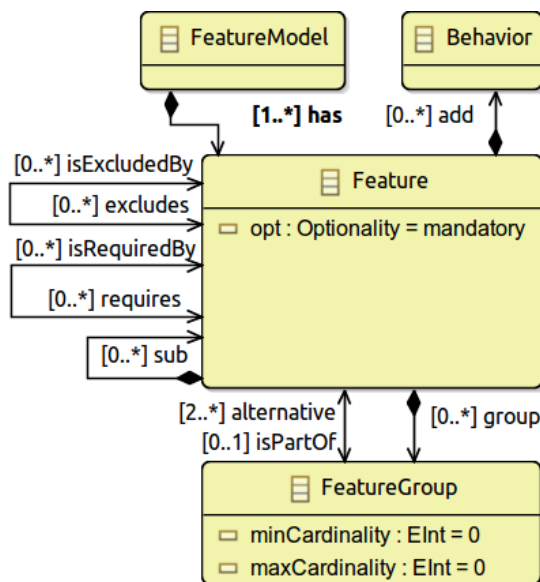 FeatureModel
Behavior
[1..*] has
[0..*] add
[0..*] isExcludedBy
Feature
[0..*] excludes
opt : Optionality = mandatory
[0..*] isRequiredBy
[0..*] requires
[0..*] sub
[2..*] alternative
[0..*] group
[0..1] isPartOf
FeatureGroup
minCardinality : EInt = 0
maxCardinality : EInt = 0